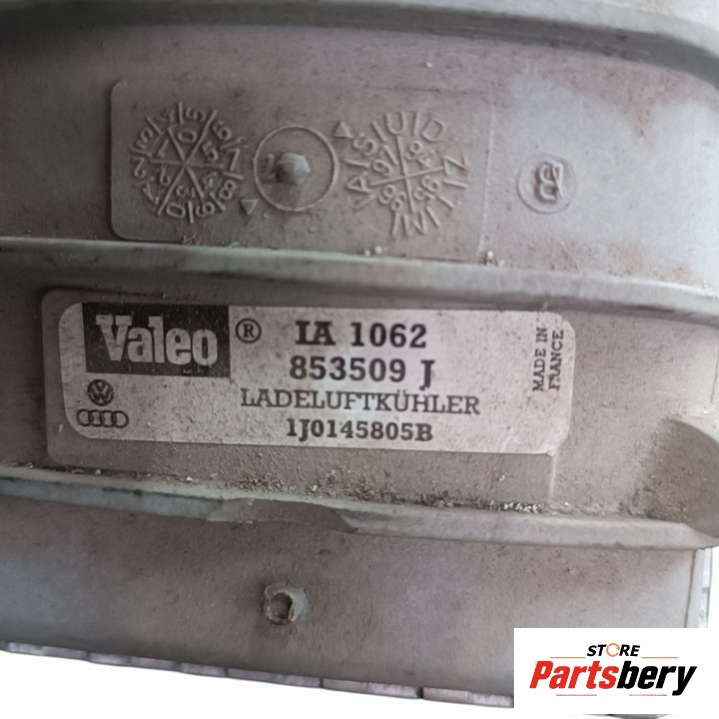 Valeo ® IA 1062
853509 J
LADELUFTKÜHLER
1J0145805B
MADE IN
FRANCE
STORE
Partsbery